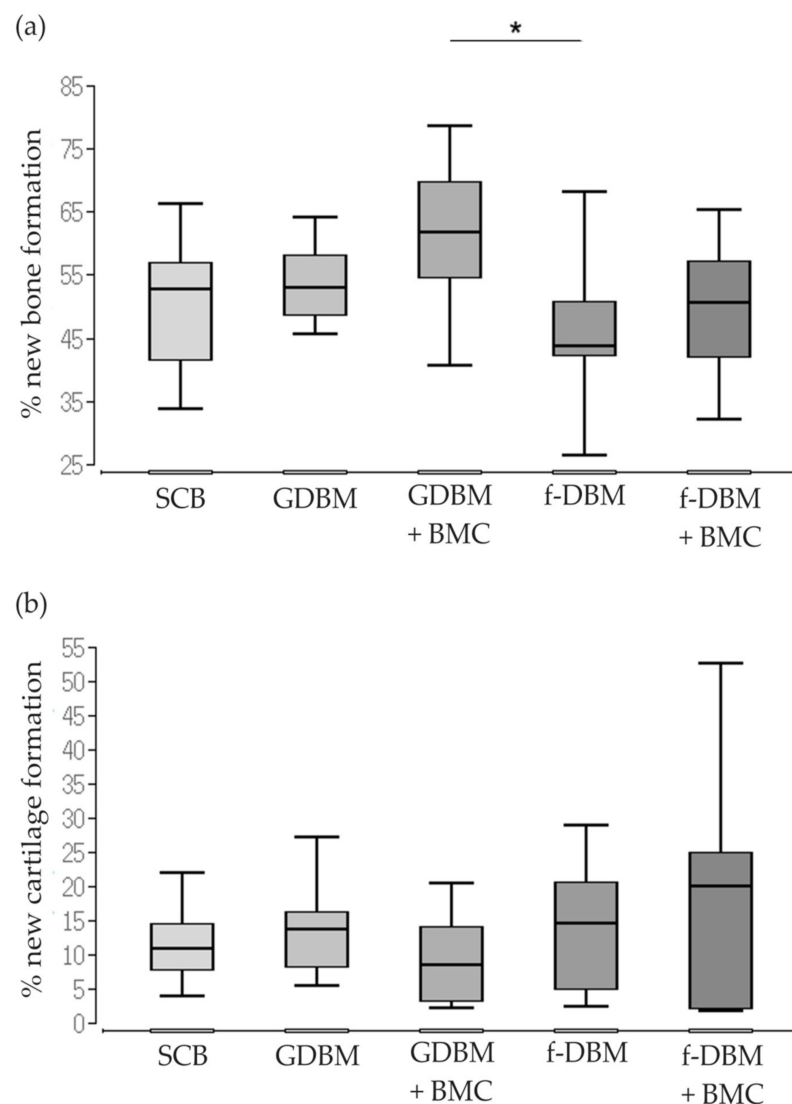 (a)
*
% new bone formation
85
75
65
55
45
35
25
SCB GDBM GDBM f-DBM f-DBM
+ BMC + BMC
(b)
% new cartilage formation
55
50
45
40
35
30
25
20
15
10
5
0
SCB GDBM GDBM f-DBM f-DBM
+ BMC + BMC